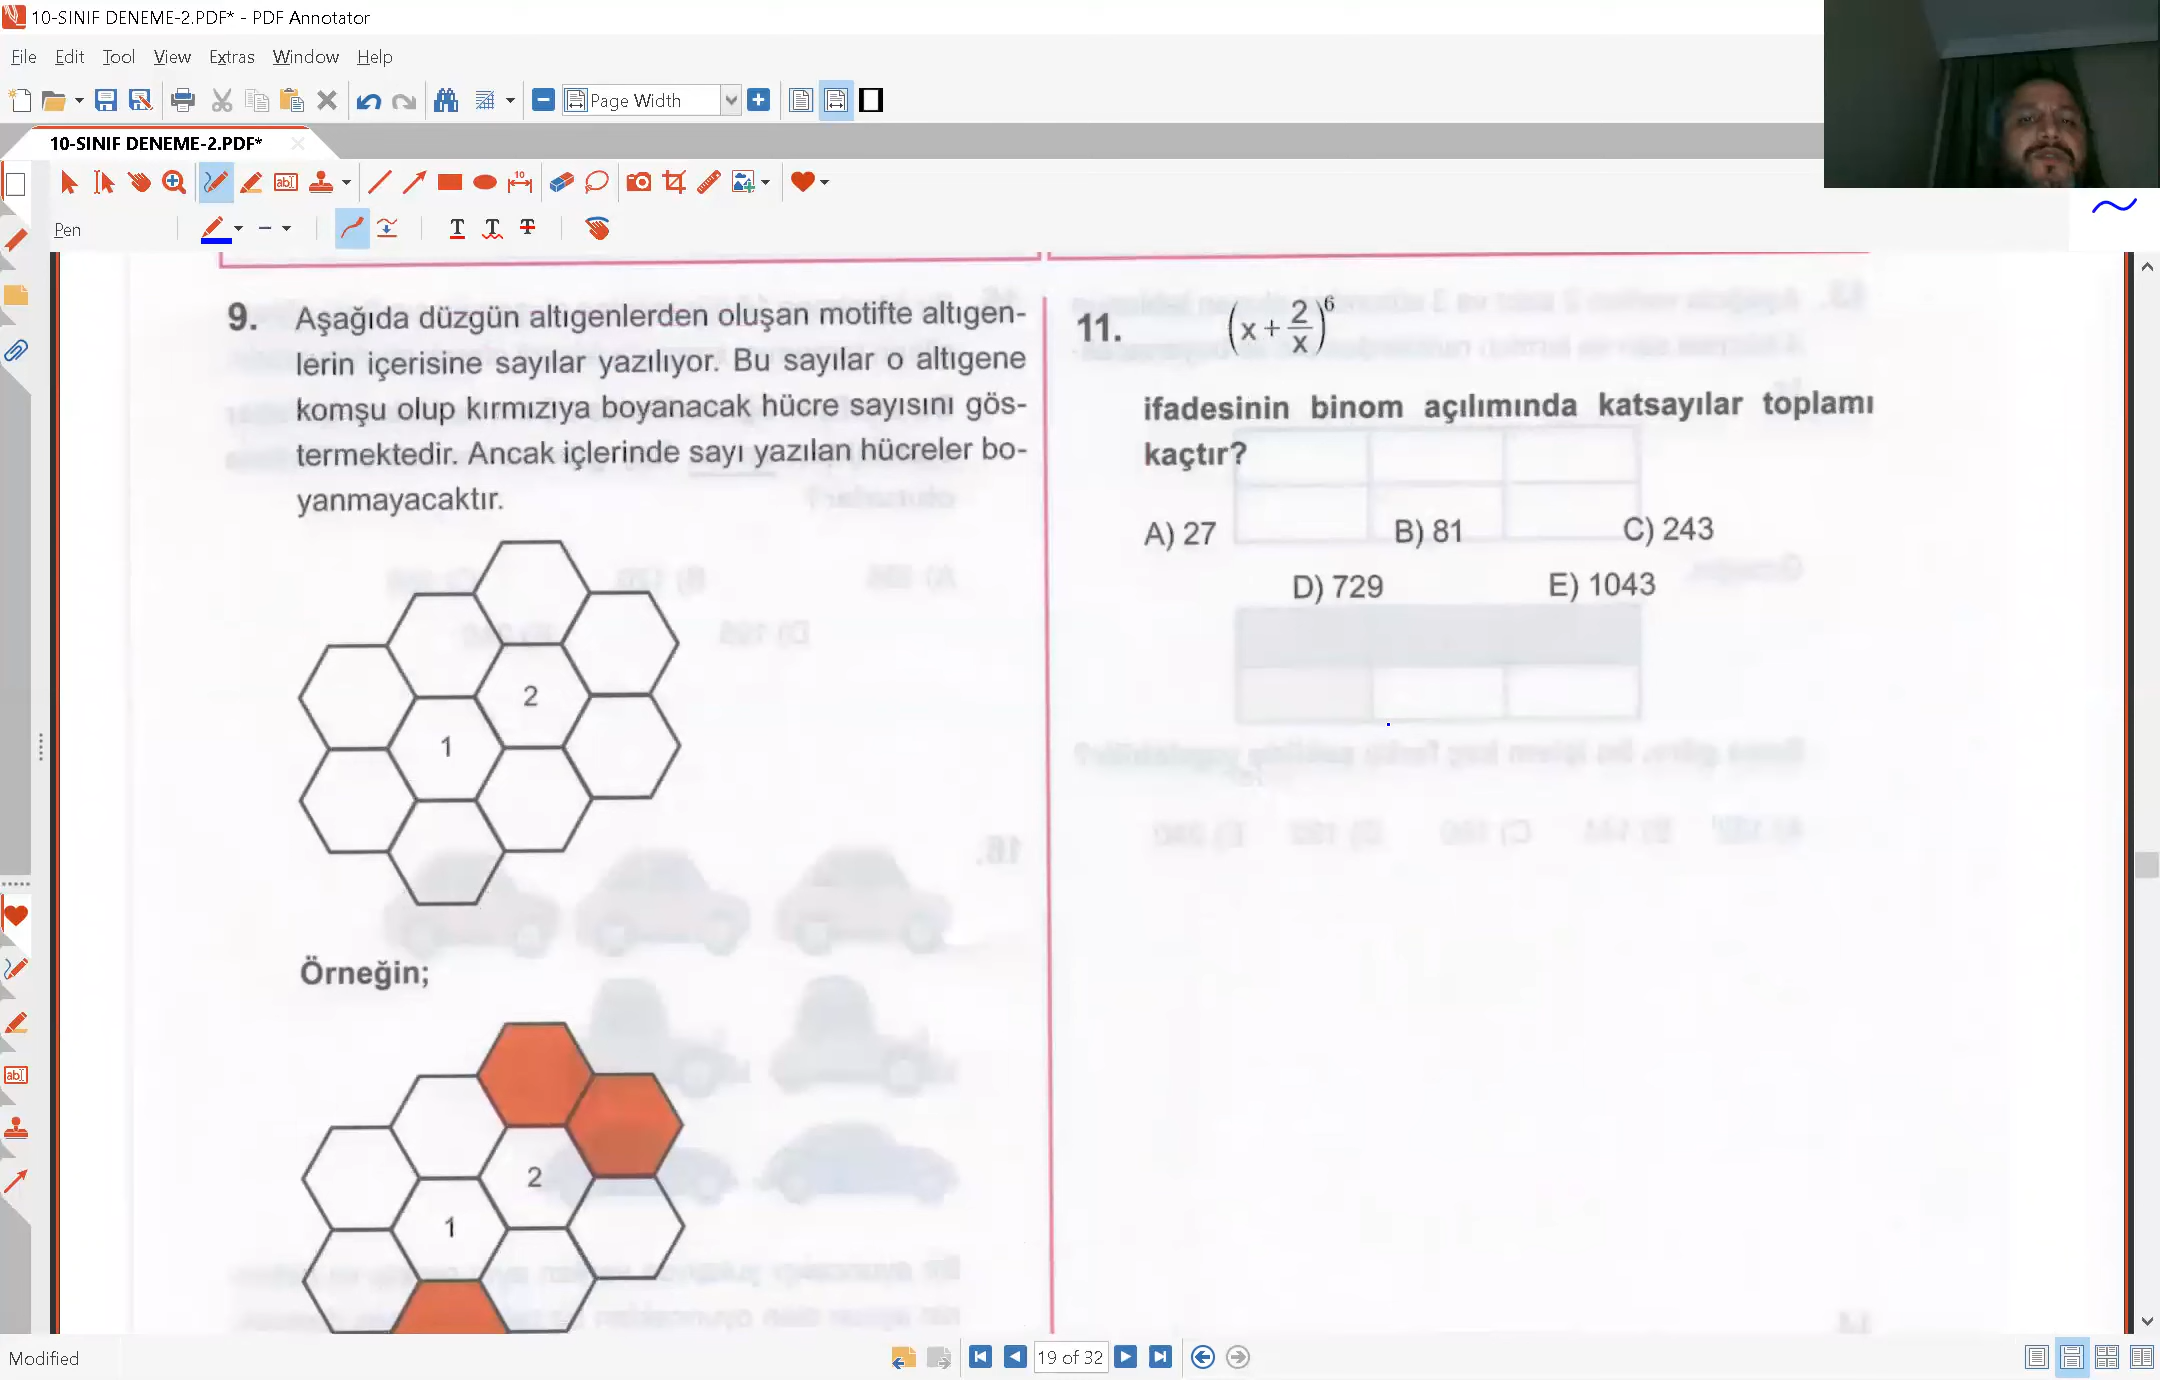 10-SINIF DENEME-2.PDF* - PDF Annotator
File Edit Tool View Extras Window Help
Page Width
10-SINIF DENEME-2.PDF*
Pen
9. Aşağıda düzgün altıgenlerden oluşan motifte altıgen-
lerin içerisine sayılar yazılıyor. Bu sayılar o altıgene
komşu olup kırmızıya boyanacak hücre sayısını gös-
termektedir. Ancak içlerinde sayı yazılan hücreler bo-
yanmayacaktır.
2
1
Örneğin;
2
1
11. (x + 2/x)^6
ifadesinin binom açılımında katsayılar toplamı
kaçtır?
A) 27 B) 81 C) 243
D) 729 E) 1043
Modified
19 of 32